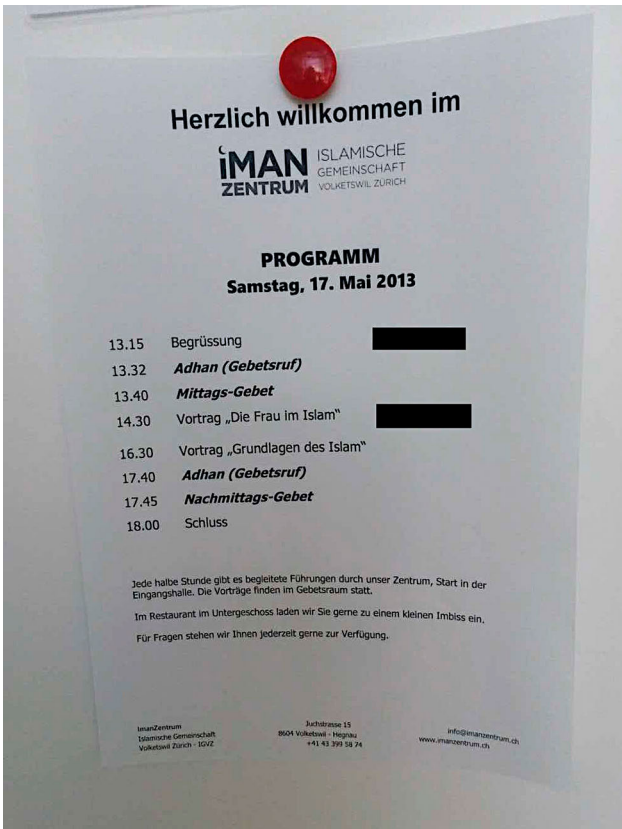 Herzlich willkommen im
iMAN ZENTRUM
ISLAMISCHE
GEMEINSCHAFT
VOLKETSWIL ZÜRICH
PROGRAMM
Samstag, 17. Mai 2013
13.15 Begrüssung
13.32 Adhan (Gebetsruf)
13.40 Mittags-Gebet
14.30 Vortrag „Die Frau im Islam“
16.30 Vortrag „Grundlagen des Islam“
17.40 Adhan (Gebetsruf)
17.45 Nachmittags-Gebet
18.00 Schluss
Jede halbe Stunde gibt es begleitete Führungen durch unser Zentrum, Start in der
Eingangshalle. Die Vorträge finden im Gebetsraum statt.
Im Restaurant im Untergeschoss laden wir Sie gerne zu einem kleinen Imbiss ein.
Für Fragen stehen wir Ihnen jederzeit gerne zur Verfügung.
ImanZentrum
Islamische Gemeinschaft
Volketswil Zürich - IGVZ
Juchstrasse 15
8604 Volketswil - Hegnau
+41 43 399 58 74
info@imanzentrum.ch
www.imanzentrum.ch